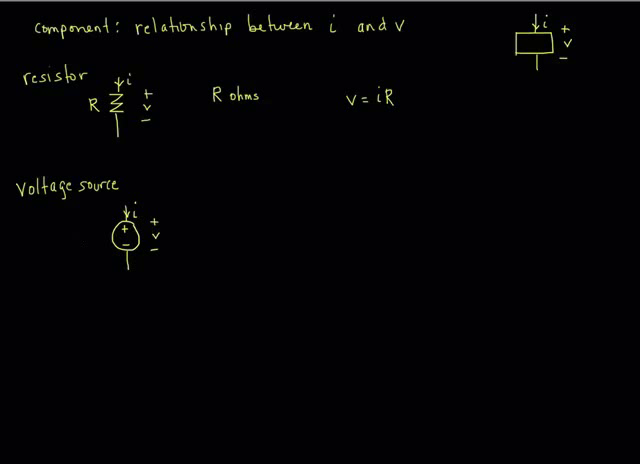 component: relationship between i and v
i
+
v
-
resistor
i
R
+
v
-
R ohms
v = iR
voltage source
i
+
-
+
v
-